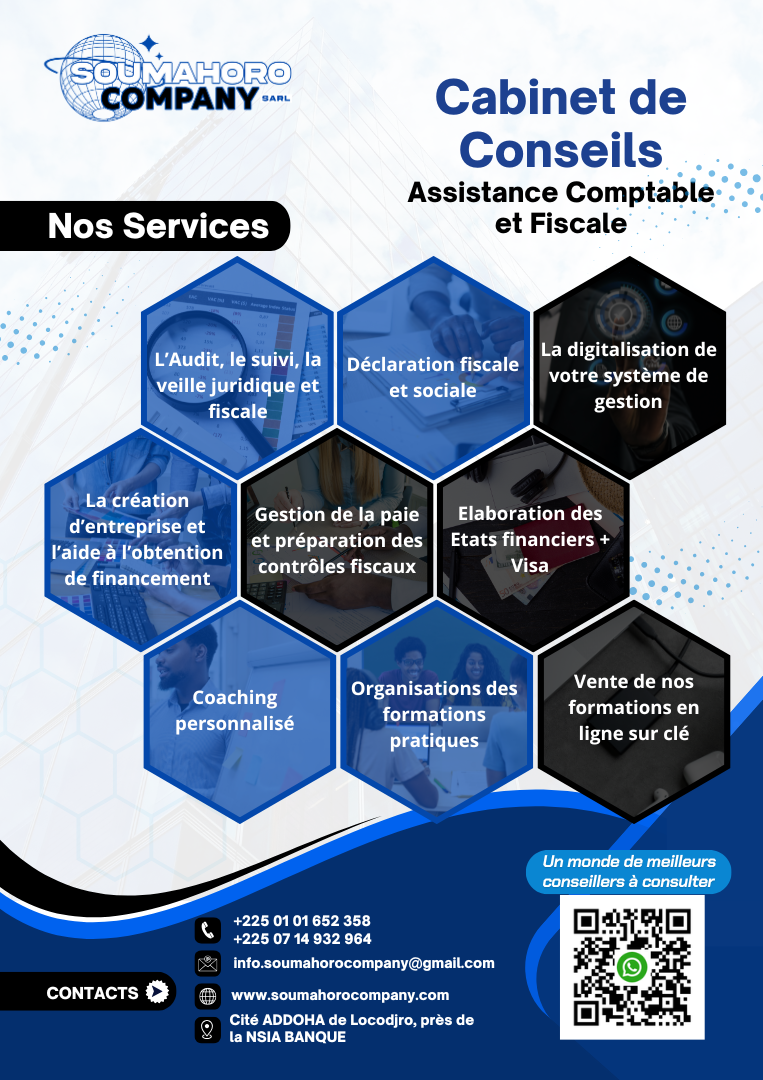 SOUMAHORO
COMPANY SARL
Cabinet de
Conseils
Assistance Comptable
et Fiscale
Nos Services
L’Audit, le suivi, la
veille juridique et
fiscale
Déclaration fiscale
et sociale
La digitalisation de
votre système de
gestion
La création
d’entreprise et
l’aide à l’obtention
de financement
Gestion de la paie
et préparation des
contrôles fiscaux
Elaboration des
Etats financiers +
Visa
Coaching
personnalisé
Organisations des
formations
pratiques
Vente de nos
formations en
ligne sur clé
Un monde de meilleurs
conseillers à consulter
CONTACTS
+225 01 01 652 358
+225 07 14 932 964
info.soumahorocompany@gmail.com
www.soumahorocompany.com
Cité ADDOHA de Locodjro, près de
la NSIA BANQUE